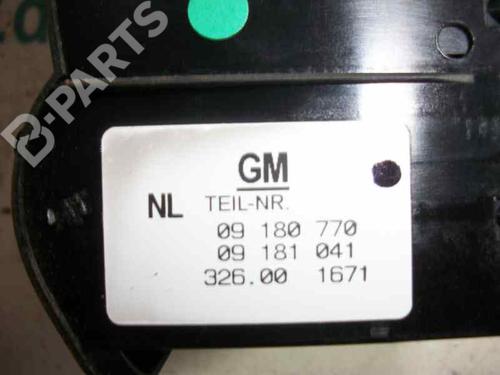 GM
NL TEIL-NR.
09 180 770
09 181 041
326.00 1671
B-PARTS